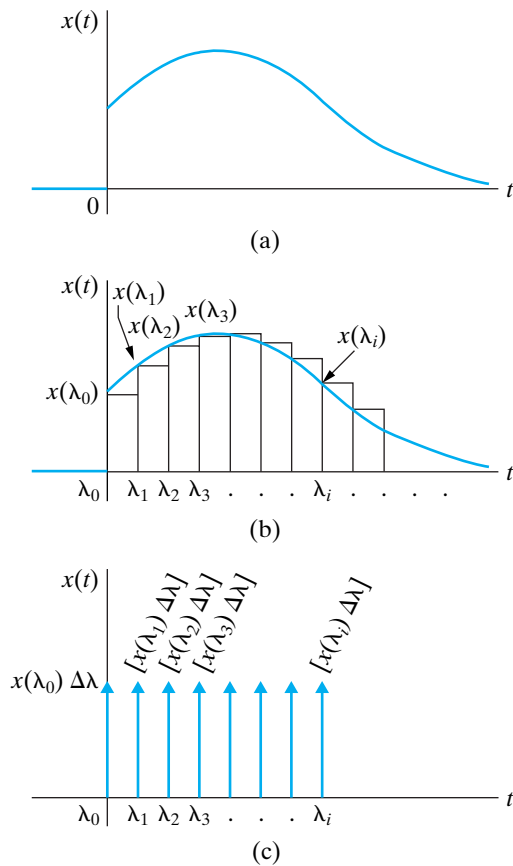 x(t)
t
0
(a)
x(t)
x(λ₁)
x(λ₂)
x(λ₃)
x(λᵢ)
x(λ₀)
t
λ₀ λ₁ λ₂ λ₃ . . . λᵢ . . . .
(b)
x(t)
[x(λ₁) Δλ]
[x(λ₂) Δλ]
[x(λ₃) Δλ]
[x(λᵢ) Δλ]
x(λ₀) Δλ
t
λ₀ λ₁ λ₂ λ₃ . . . λᵢ
(c)